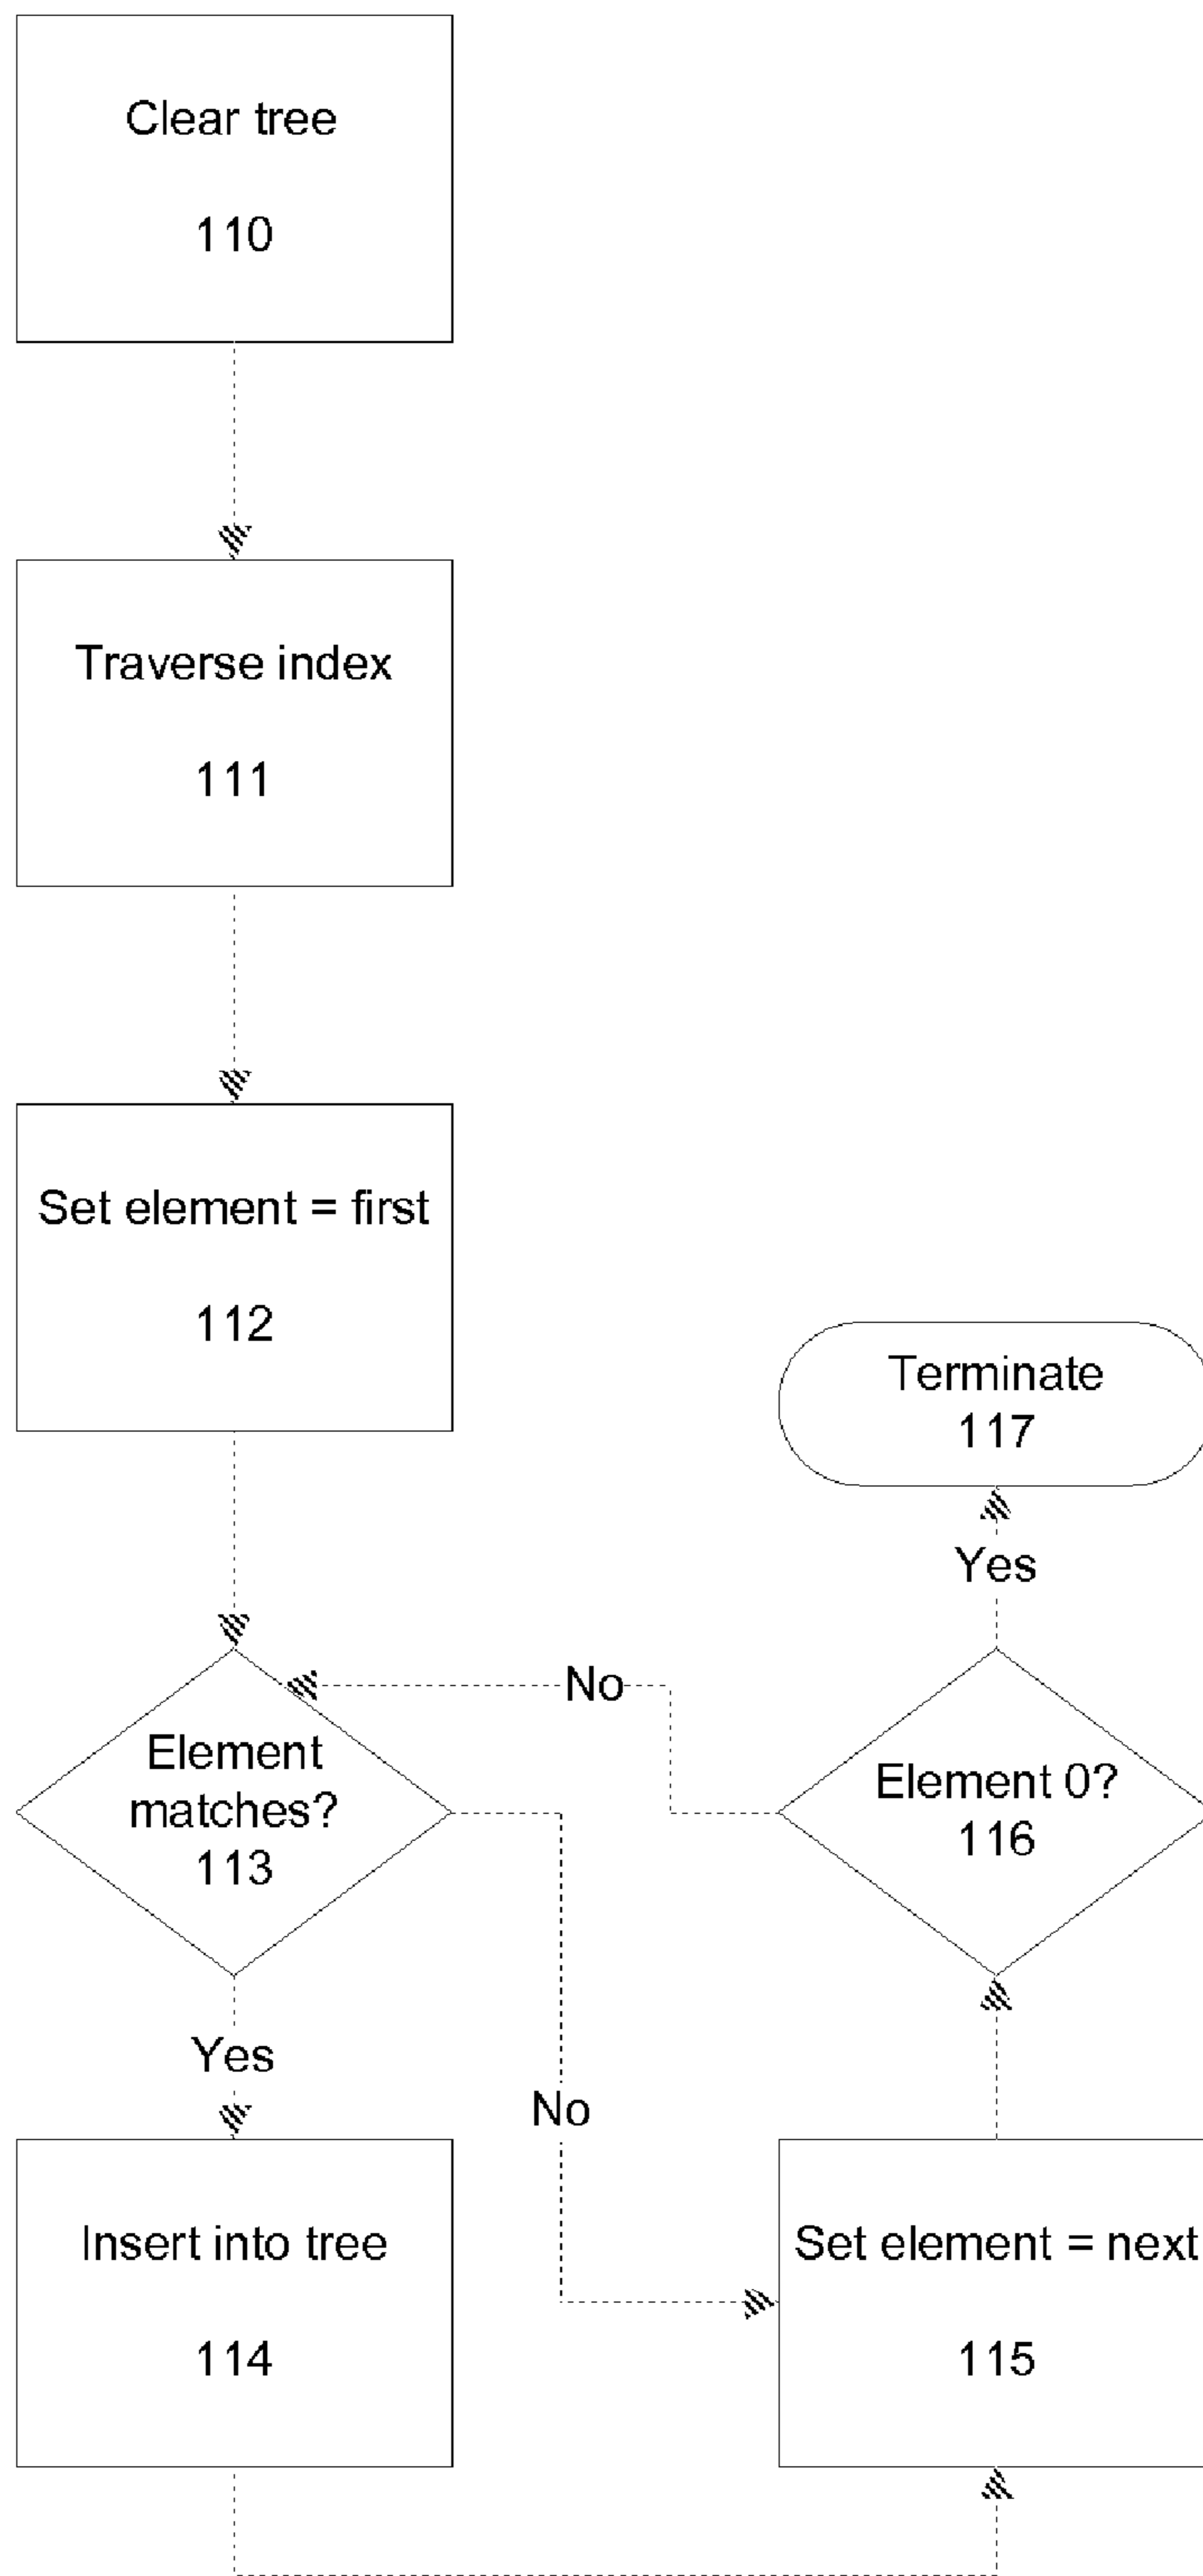 Clear tree
110
Traverse index
111
Set element = first
112
Terminate
117
Yes
No
Element
matches?
113
Element 0?
116
Yes
No
Insert into tree
114
Set element = next
115